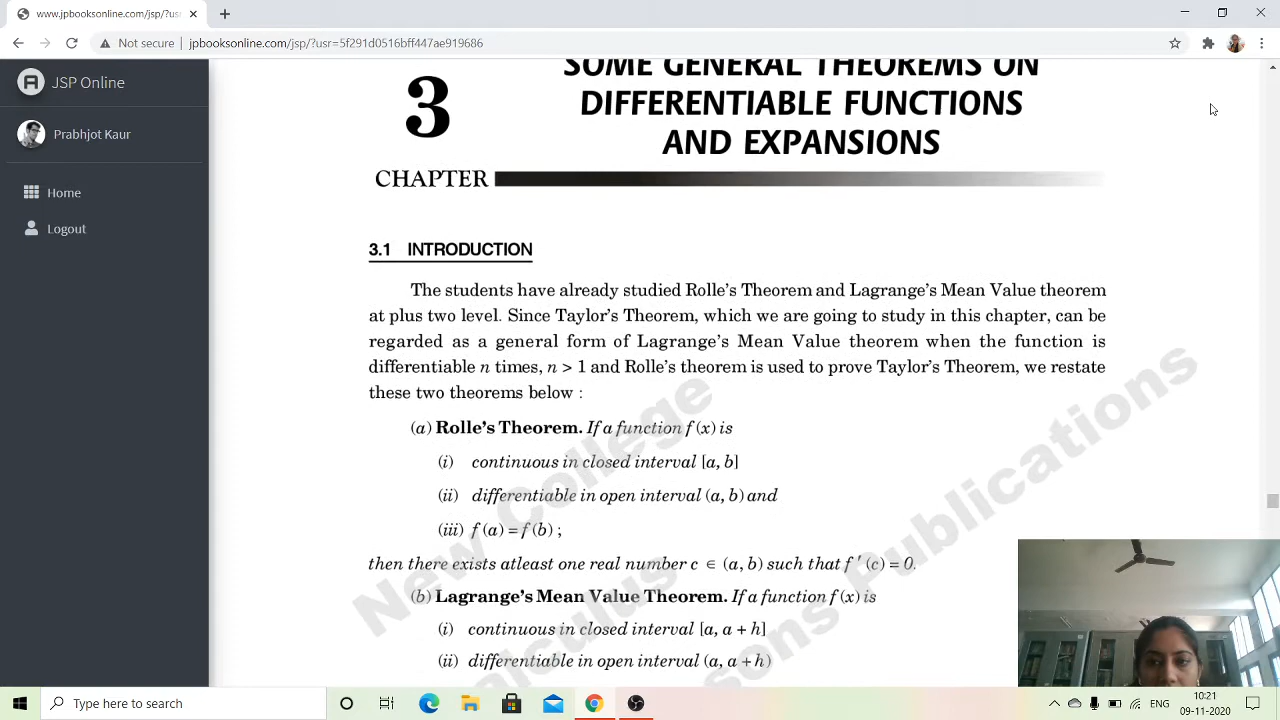 www.jpbooksonline.com/jsp/?us
Not secure | jpbooksonline.com/jsp/?usr=5f291d0516bff447ae919686
JSP Online
Prabhjot Kaur
Home
Logout
3
CHAPTER
SOME GENERAL THEOREMS ON
DIFFERENTIABLE FUNCTIONS
AND EXPANSIONS
3.1 INTRODUCTION
The students have already studied Rolle's Theorem and Lagrange's Mean Value theorem
at plus two level. Since Taylor's Theorem, which we are going to study in this chapter, can be
regarded as a general form of Lagrange's Mean Value theorem when the function is
differentiable n times, n > 1 and Rolle's theorem is used to prove Taylor's Theorem, we restate
these two theorems below :
(a) Rolle's Theorem. If a function f (x) is
(i) continuous in closed interval [a, b]
(ii) differentiable in open interval (a, b) and
(iii) f (a) = f (b) ;
then there exists atleast one real number c ∈ (a, b) such that f ′ (c) = 0.
(b) Lagrange's Mean Value Theorem. If a function f (x) is
(i) continuous in closed interval [a, a + h]
(ii) differentiable in open interval (a, a + h)
New College
Calculus
sons Publications
Type here to search
ENG
10:21
09-11-2020